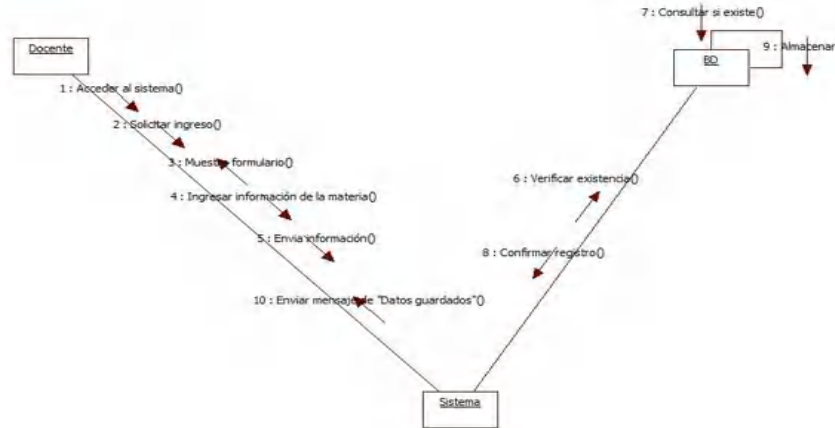 7 : Consultar si existe()
Docente
BD
9 : Almacenar
1 : Acceder al sistema()
2 : Solicitar ingreso()
3 : Muestra formulario()
6 : Verificar existencia()
4 : Ingresar información de la materia()
5 : Envia información()
8 : Confirmar registro()
10 : Enviar mensaje de "Datos guardados"()
Sistema